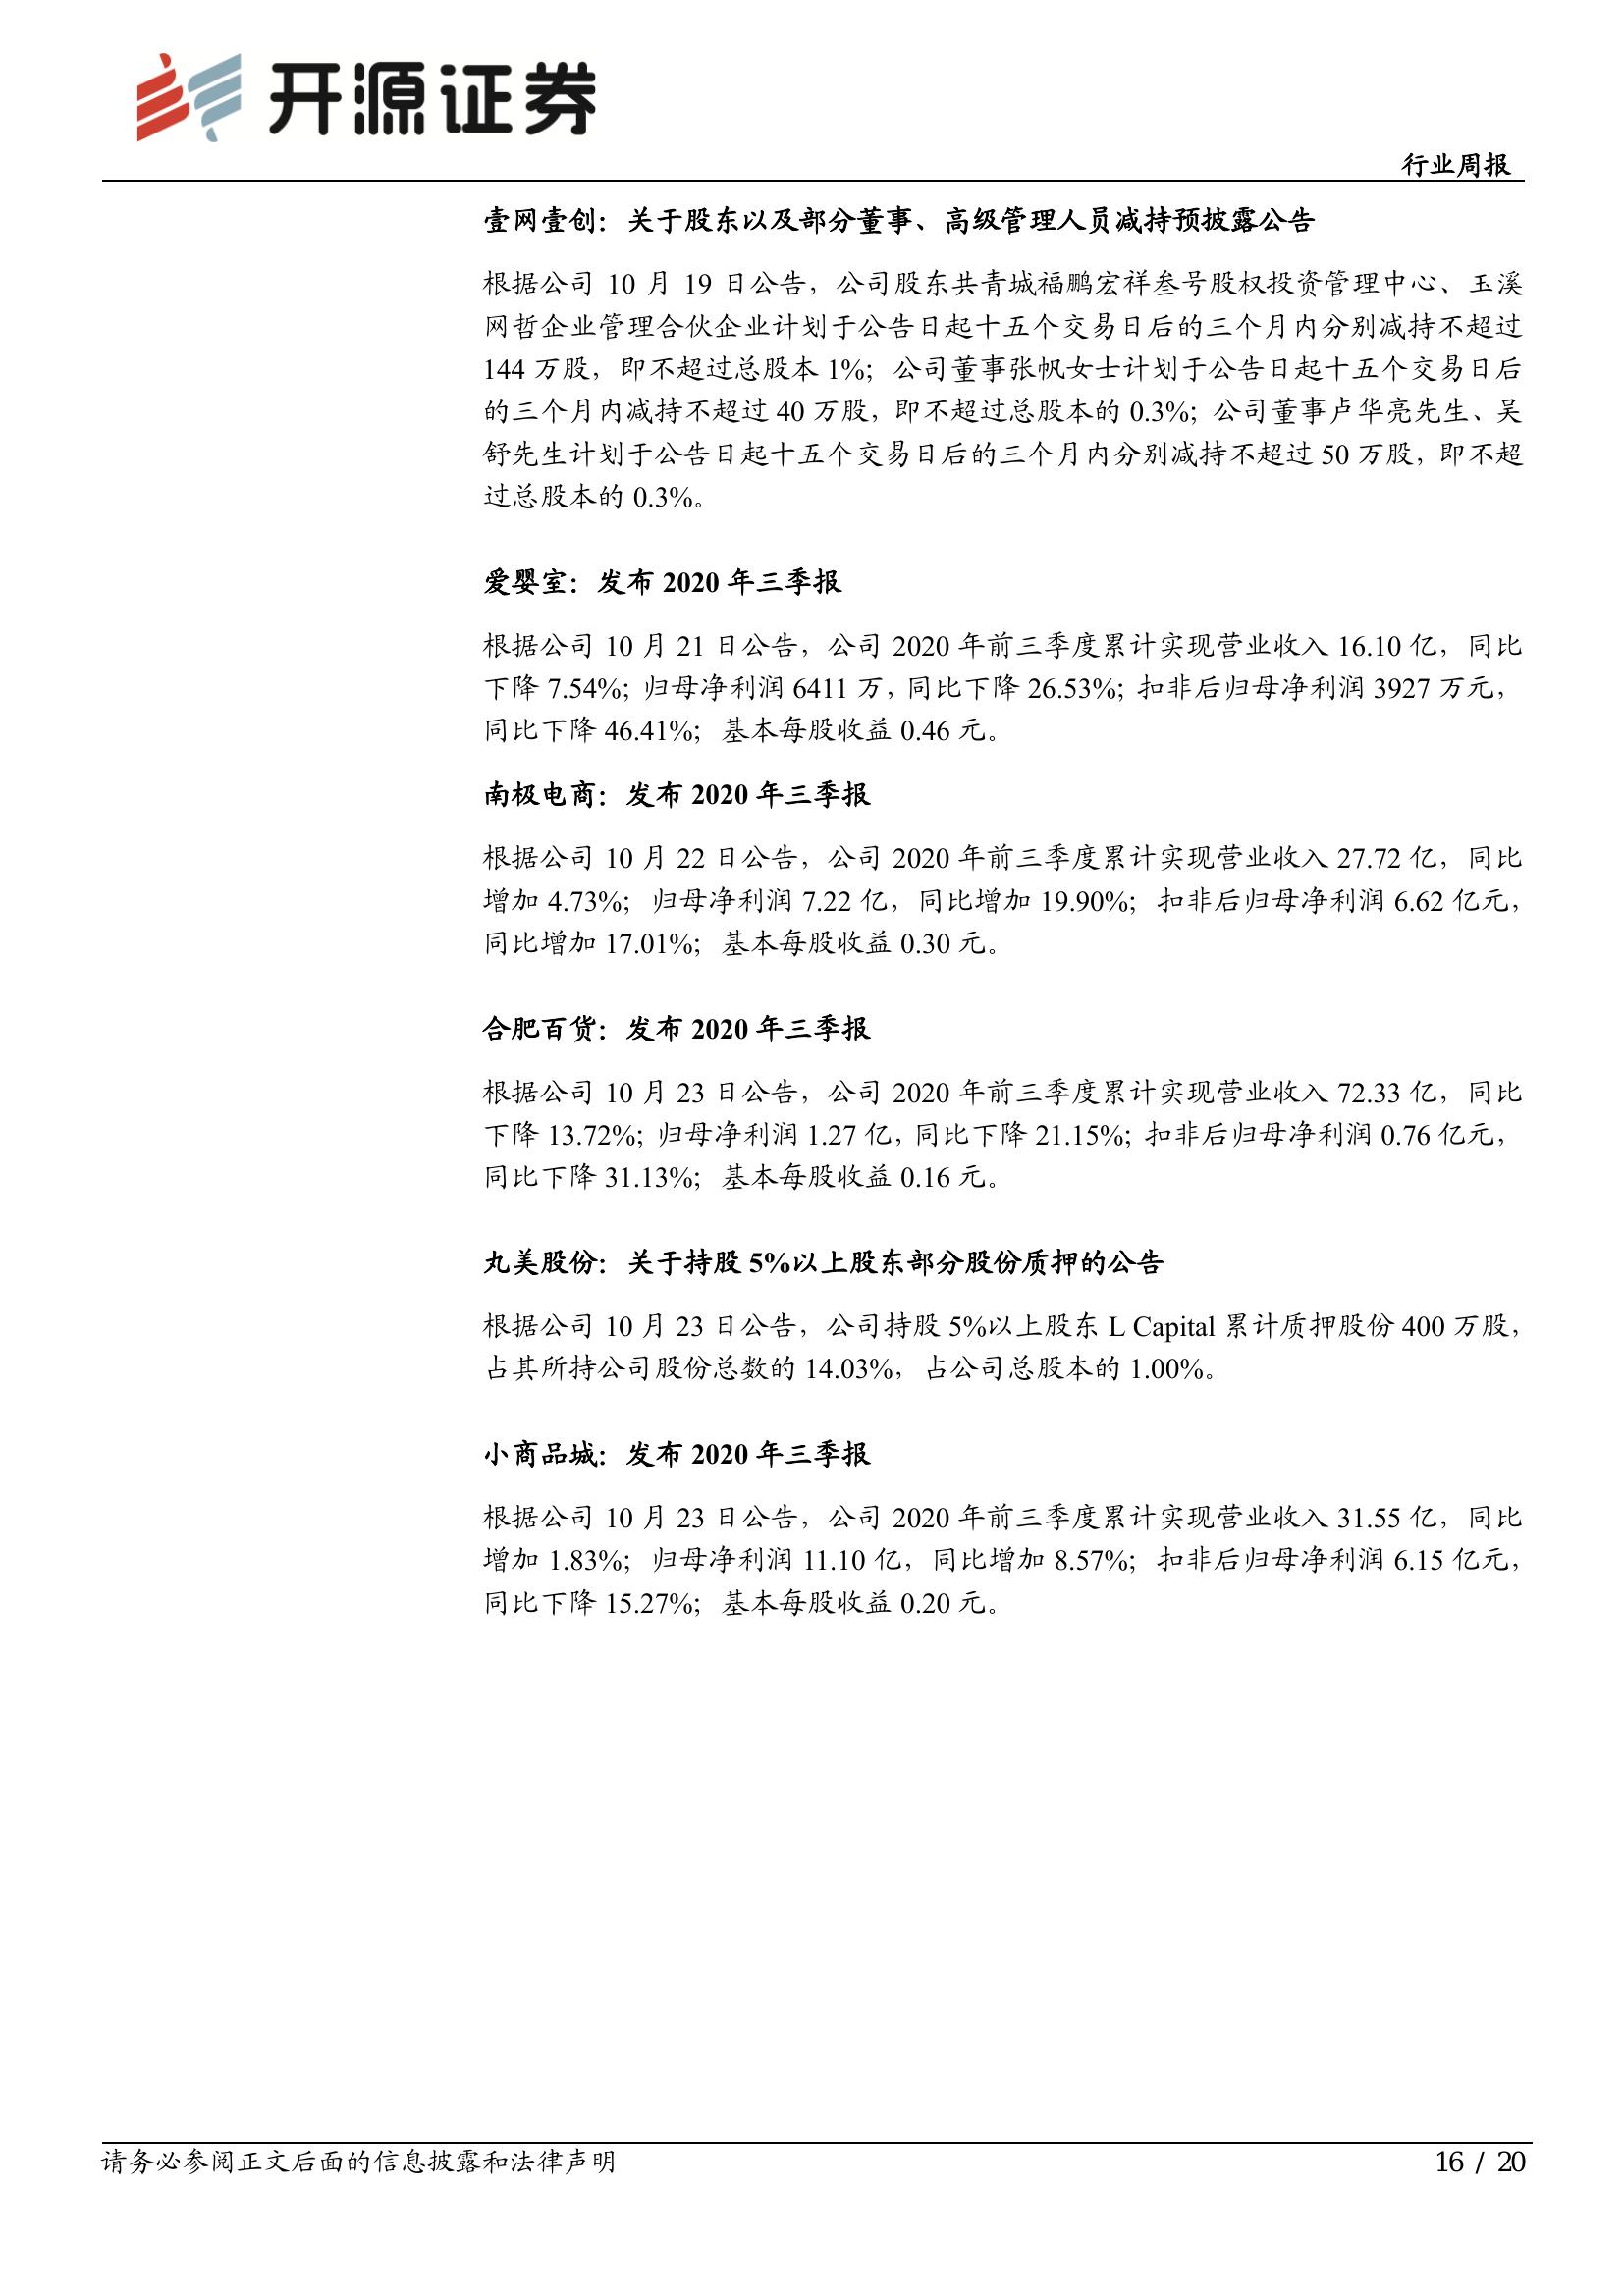 开源证券
行业周报
壹网壹创：关于股东以及部分董事、高级管理人员减持预披露公告
根据公司 10 月 19 日公告，公司股东共青城福鹏宏祥叁号股权投资管理中心、玉溪
网哲企业管理合伙企业计划于公告日起十五个交易日后的三个月内分别减持不超过
144 万股，即不超过总股本 1%；公司董事张帆女士计划于公告日起十五个交易日后
的三个月内减持不超过 40 万股，即不超过总股本的 0.3%；公司董事卢华亮先生、吴
舒先生计划于公告日起十五个交易日后的三个月内分别减持不超过 50 万股，即不超
过总股本的 0.3%。
爱婴室：发布 2020 年三季报
根据公司 10 月 21 日公告，公司 2020 年前三季度累计实现营业收入 16.10 亿，同比
下降 7.54%；归母净利润 6411 万，同比下降 26.53%；扣非后归母净利润 3927 万元，
同比下降 46.41%；基本每股收益 0.46 元。
南极电商：发布 2020 年三季报
根据公司 10 月 22 日公告，公司 2020 年前三季度累计实现营业收入 27.72 亿，同比
增加 4.73%；归母净利润 7.22 亿，同比增加 19.90%；扣非后归母净利润 6.62 亿元，
同比增加 17.01%；基本每股收益 0.30 元。
合肥百货：发布 2020 年三季报
根据公司 10 月 23 日公告，公司 2020 年前三季度累计实现营业收入 72.33 亿，同比
下降 13.72%；归母净利润 1.27 亿，同比下降 21.15%；扣非后归母净利润 0.76 亿元，
同比下降 31.13%；基本每股收益 0.16 元。
丸美股份：关于持股 5%以上股东部分股份质押的公告
根据公司 10 月 23 日公告，公司持股 5%以上股东 L Capital 累计质押股份 400 万股，
占其所持公司股份总数的 14.03%，占公司总股本的 1.00%。
小商品城：发布 2020 年三季报
根据公司 10 月 23 日公告，公司 2020 年前三季度累计实现营业收入 31.55 亿，同比
增加 1.83%；归母净利润 11.10 亿，同比增加 8.57%；扣非后归母净利润 6.15 亿元，
同比下降 15.27%；基本每股收益 0.20 元。
请务必参阅正文后面的信息披露和法律声明
16 / 20